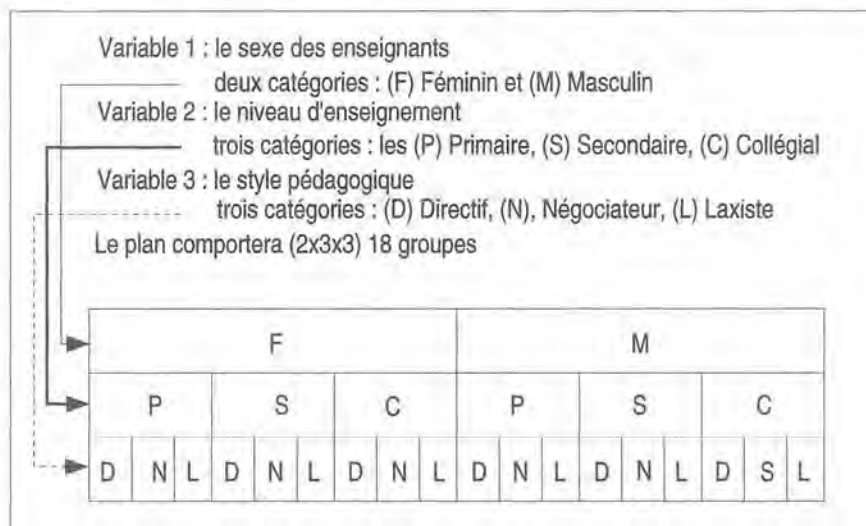 Variable 1 : le sexe des enseignants
deux catégories : (F) Féminin et (M) Masculin
Variable 2 : le niveau d'enseignement
trois catégories : les (P) Primaire, (S) Secondaire, (C) Collégial
Variable 3 : le style pédagogique
trois catégories : (D) Directif, (N), Négociateur, (L) Laxiste
Le plan comportera (2x3x3) 18 groupes
F M
P S C P S C
D N L D N L D N L D N L D N L D S L